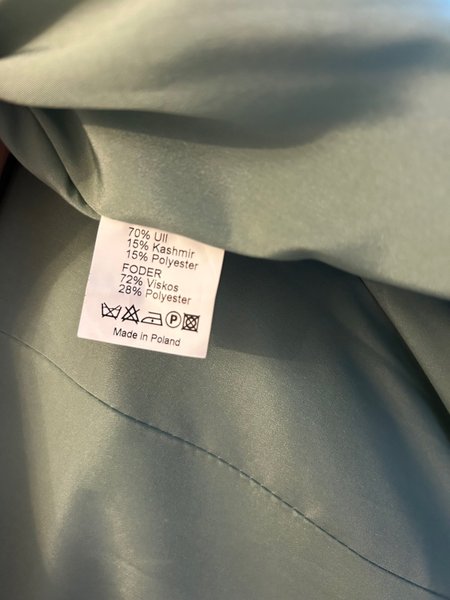 70% Ull
15% Kashmir
15% Polyester
FODER
72% Viskos
28% Polyester
P
Made in Poland